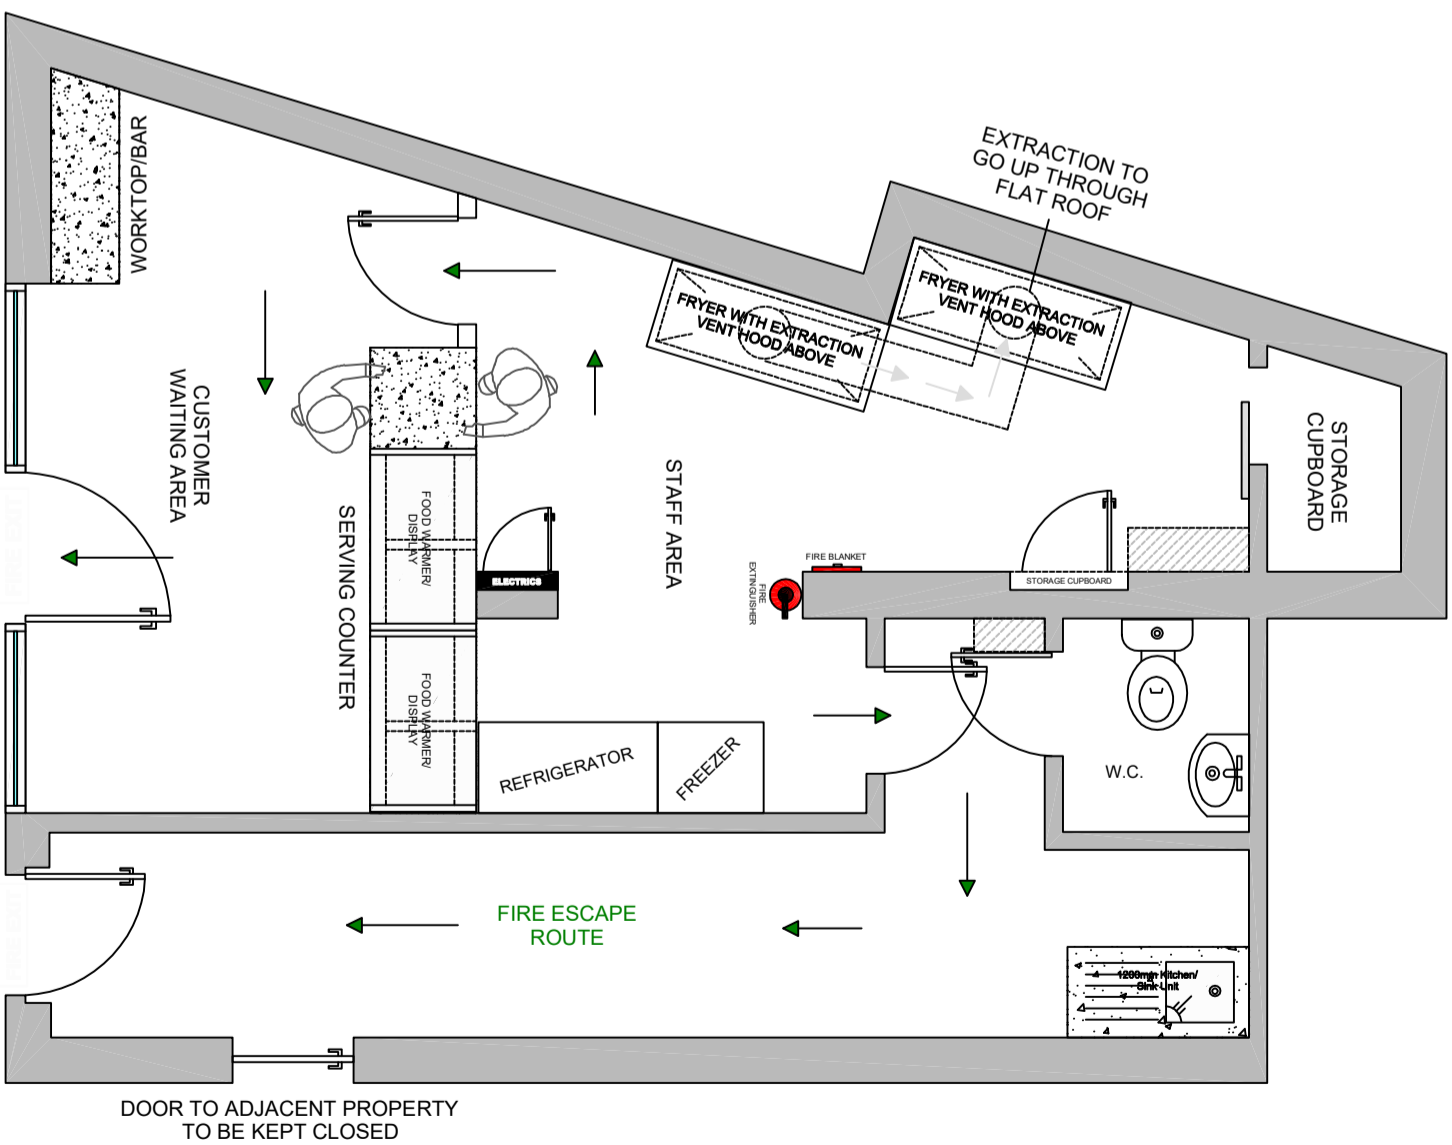 EXTRACTION TO
GO UP THROUGH
FLAT ROOF
WORKTOP/BAR
FRYER WITH EXTRACTION
VENT HOOD ABOVE
FRYER WITH EXTRACTION
VENT HOOD ABOVE
CUSTOMER
WAITING AREA
STORAGE
CUPBOARD
STAFF AREA
SERVING COUNTER
FOOD WARMER/
DISPLAY
FOOD WARMER/
DISPLAY
ELECTRICS
FIRE BLANKET
FIRE
EXTINGUISHER
STORAGE CUPBOARD
REFRIGERATOR
FREEZER
W.C.
FIRE ESCAPE
ROUTE
1200mm Kitchen/
Sink Unit
DOOR TO ADJACENT PROPERTY
TO BE KEPT CLOSED